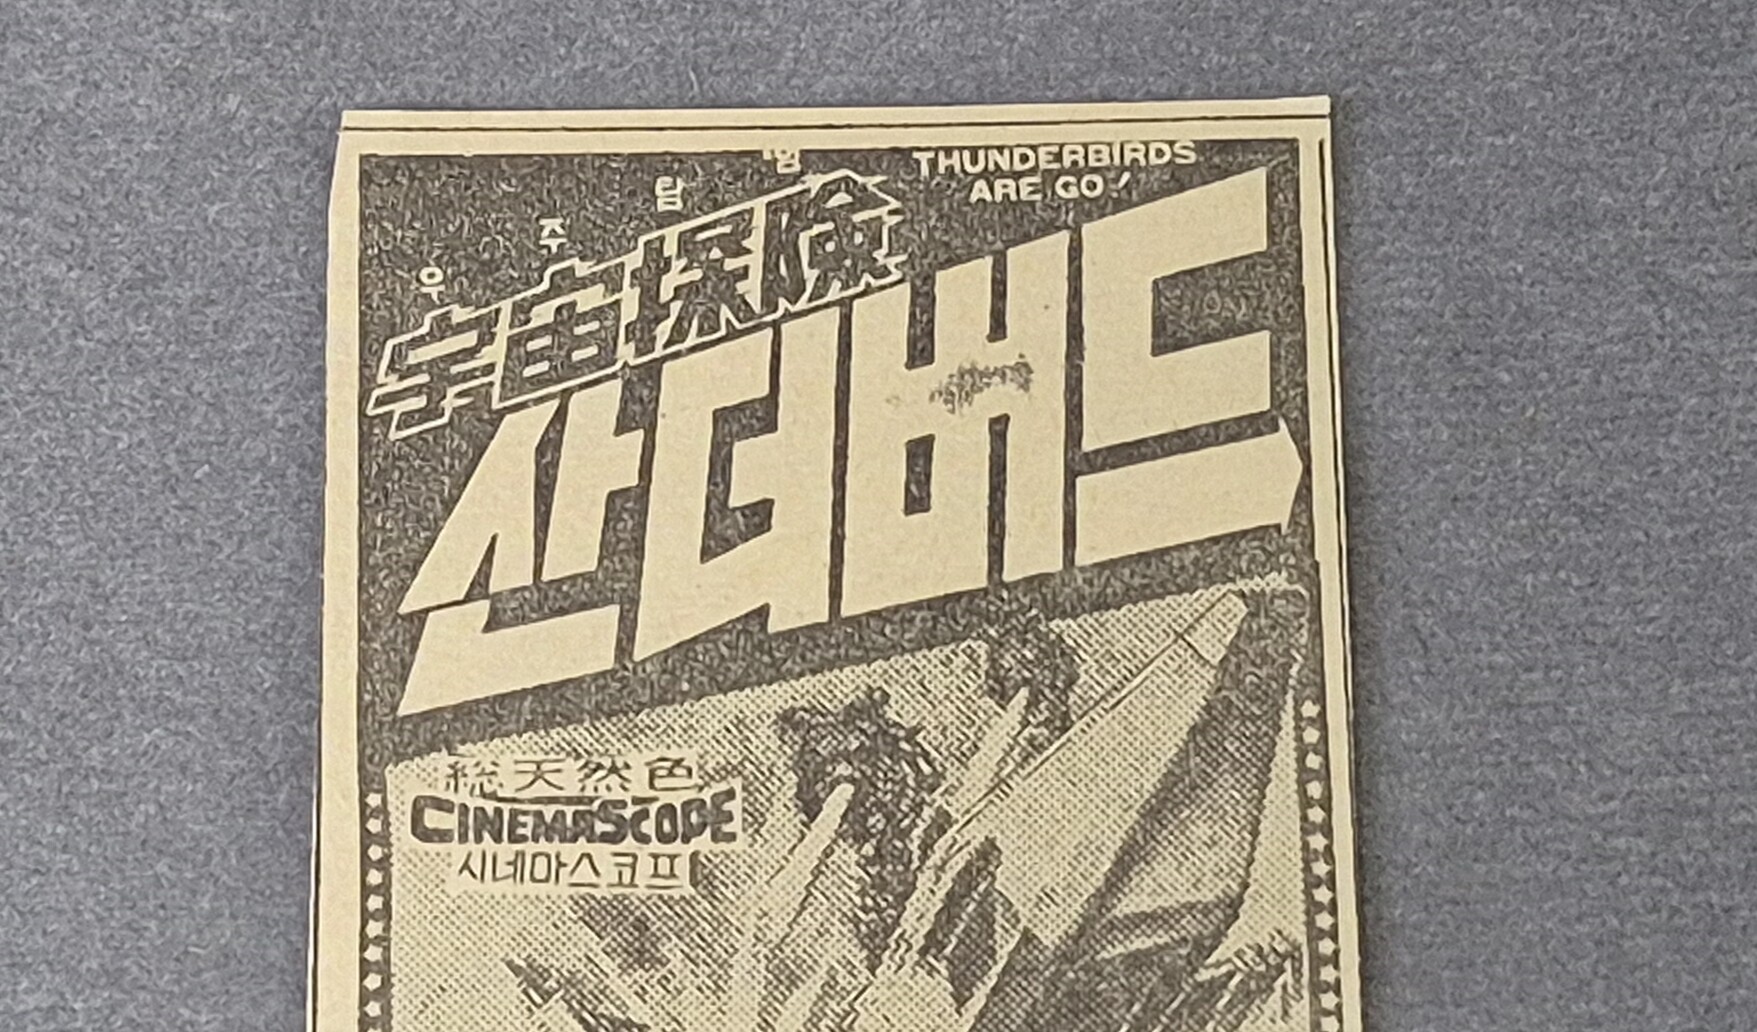 THUNDERBIRDS
ARE GO!
우주탐험
宇宙探險
산더버드
総天然色
CINEMASCOPE
시네마스코프